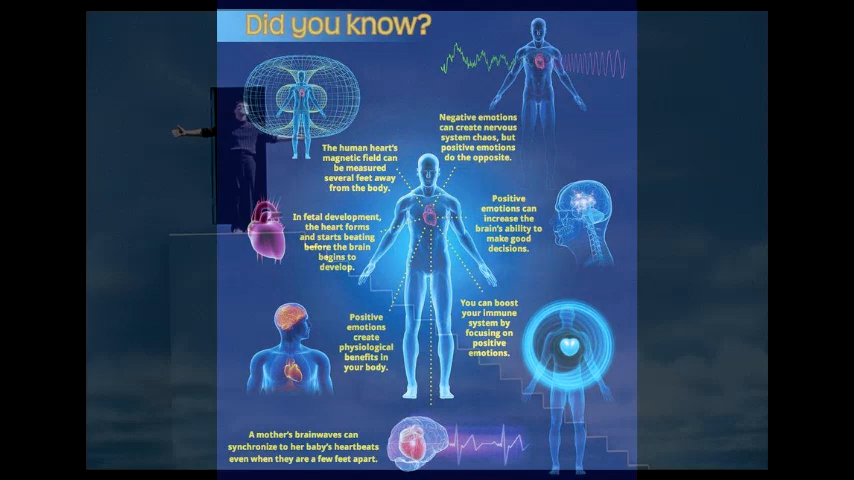 Did you know?
Negative emotions
can create nervous
system chaos, but
positive emotions
do the opposite.
The human heart's
magnetic field can
be measured
several feet away
from the body.
Positive
emotions can
increase the
brain's ability to
make good
decisions.
In fetal development,
the heart forms
and starts beating
before the brain
begins to
develop.
You can boost
your immune
system by
focusing on
positive
emotions.
Positive
emotions
create
physiological
benefits in
your body.
A mother's brainwaves can
synchronize to her baby's heartbeats
even when they are a few feet apart.